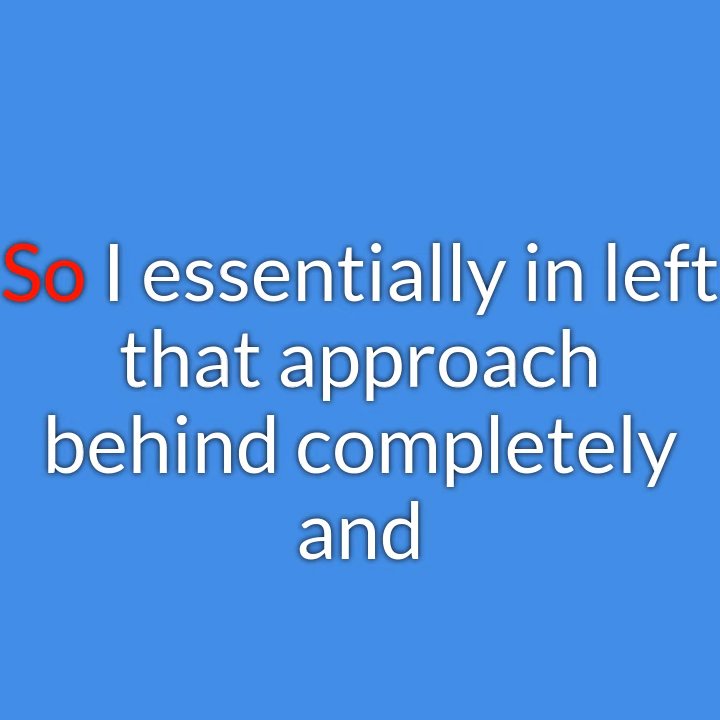 So I essentially in left
that approach
behind completely
and